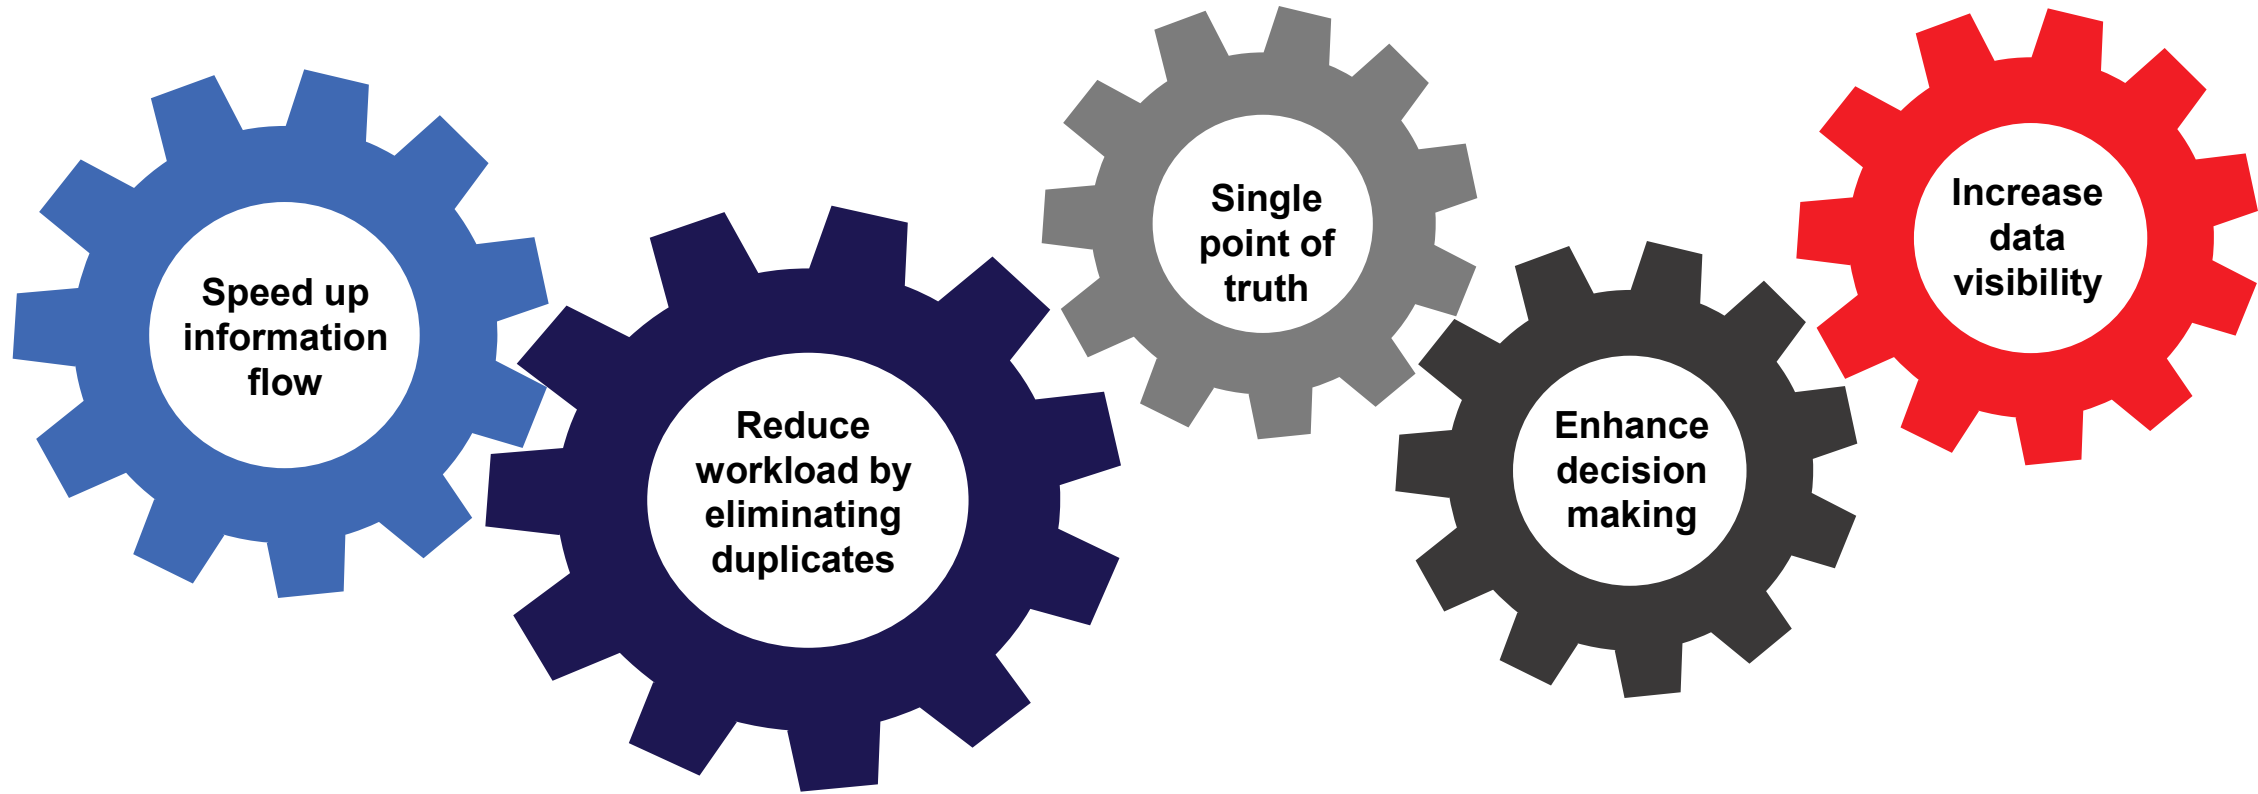 Speed up
information
flow
Reduce
workload by
eliminating
duplicates
Single
point of
truth
Enhance
decision
making
Increase
data
visibility